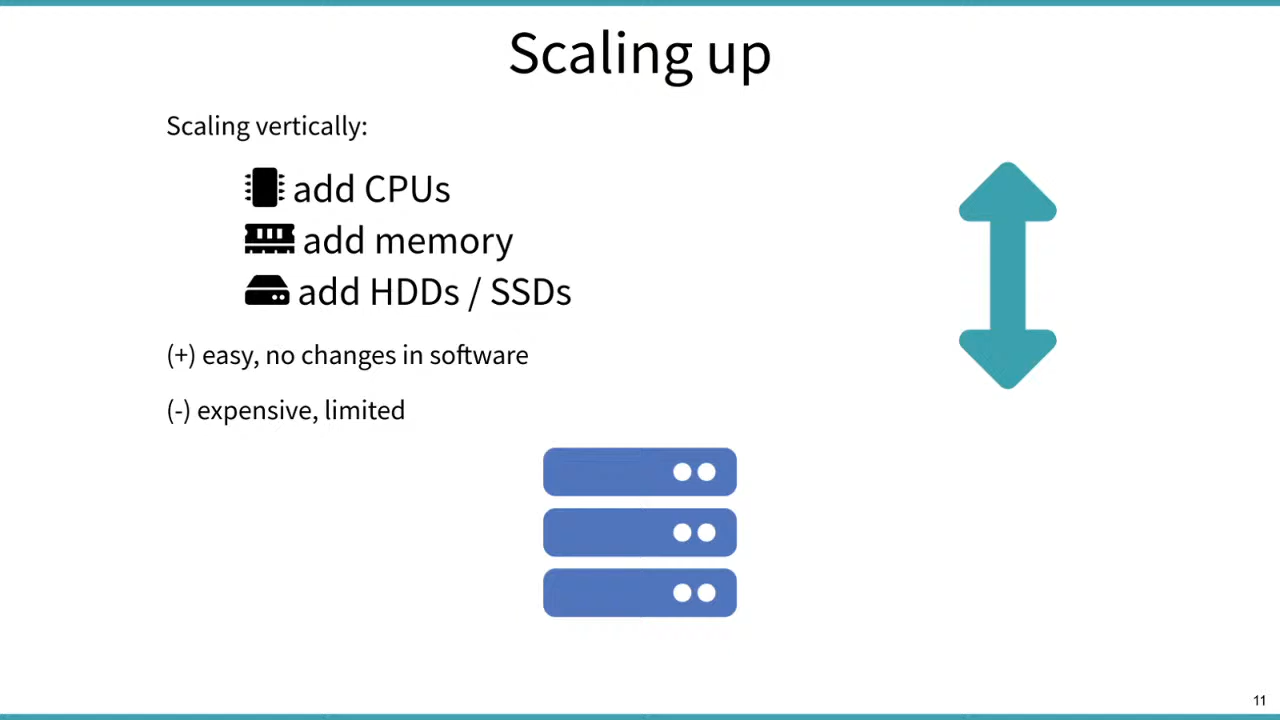 Scaling up
Scaling vertically:
add CPUs
add memory
add HDDs / SSDs
(+) easy, no changes in software
(-) expensive, limited
11